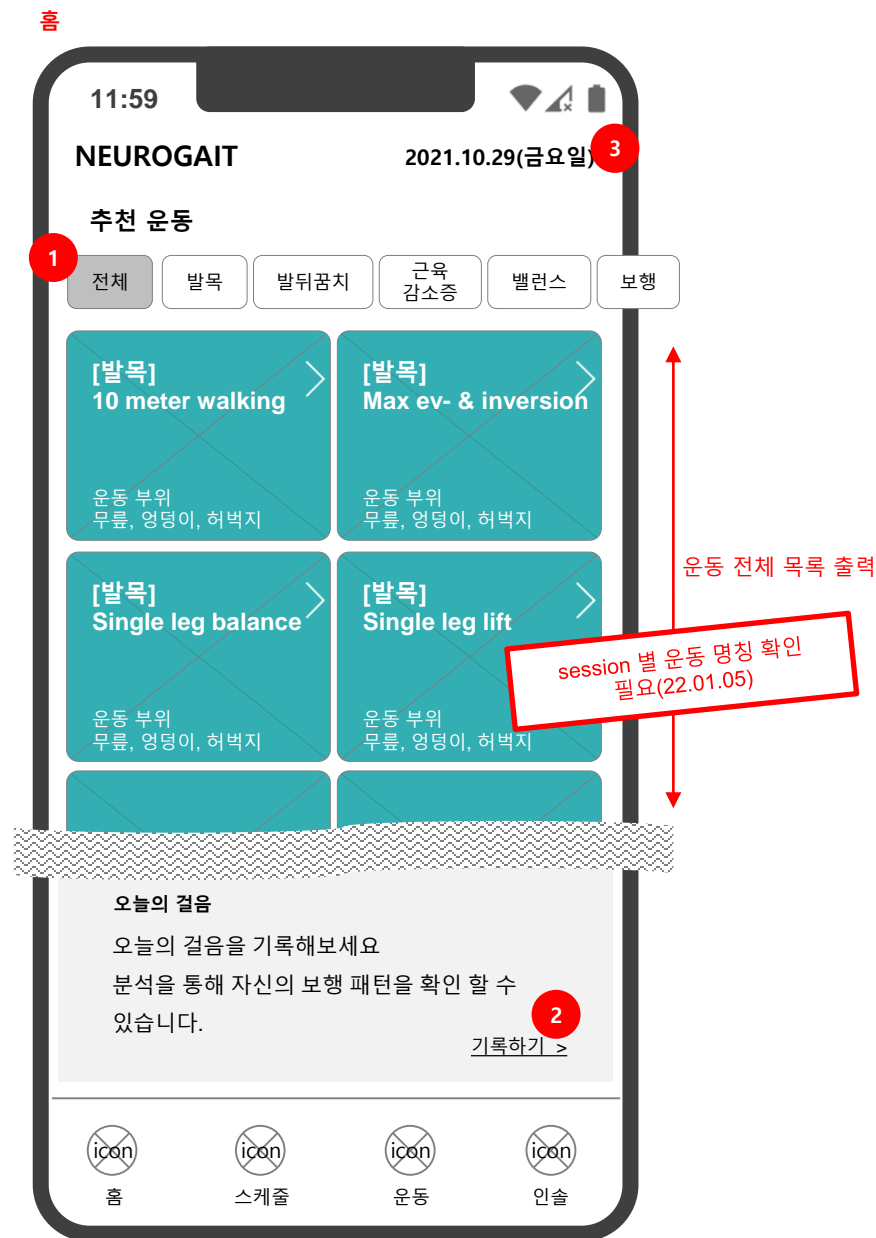 홈
11:59
NEUROGAIT
2021.10.29(금요일)
3
추천 운동
1
전체
발목
발뒤꿈치
근육
감소증
밸런스
보행
[발목]
10 meter walking
운동 부위
무릎, 엉덩이, 허벅지
[발목]
Max ev- & inversion
운동 부위
무릎, 엉덩이, 허벅지
[발목]
Single leg balance
운동 부위
무릎, 엉덩이, 허벅지
[발목]
Single leg lift
운동 부위
무릎, 엉덩이, 허벅지
운동 전체 목록 출력
session 별 운동 명칭 확인
필요(22.01.05)
오늘의 걸음
오늘의 걸음을 기록해보세요
분석을 통해 자신의 보행 패턴을 확인 할 수
있습니다.
2
기록하기 >
icon
홈
icon
스케줄
icon
운동
icon
인솔